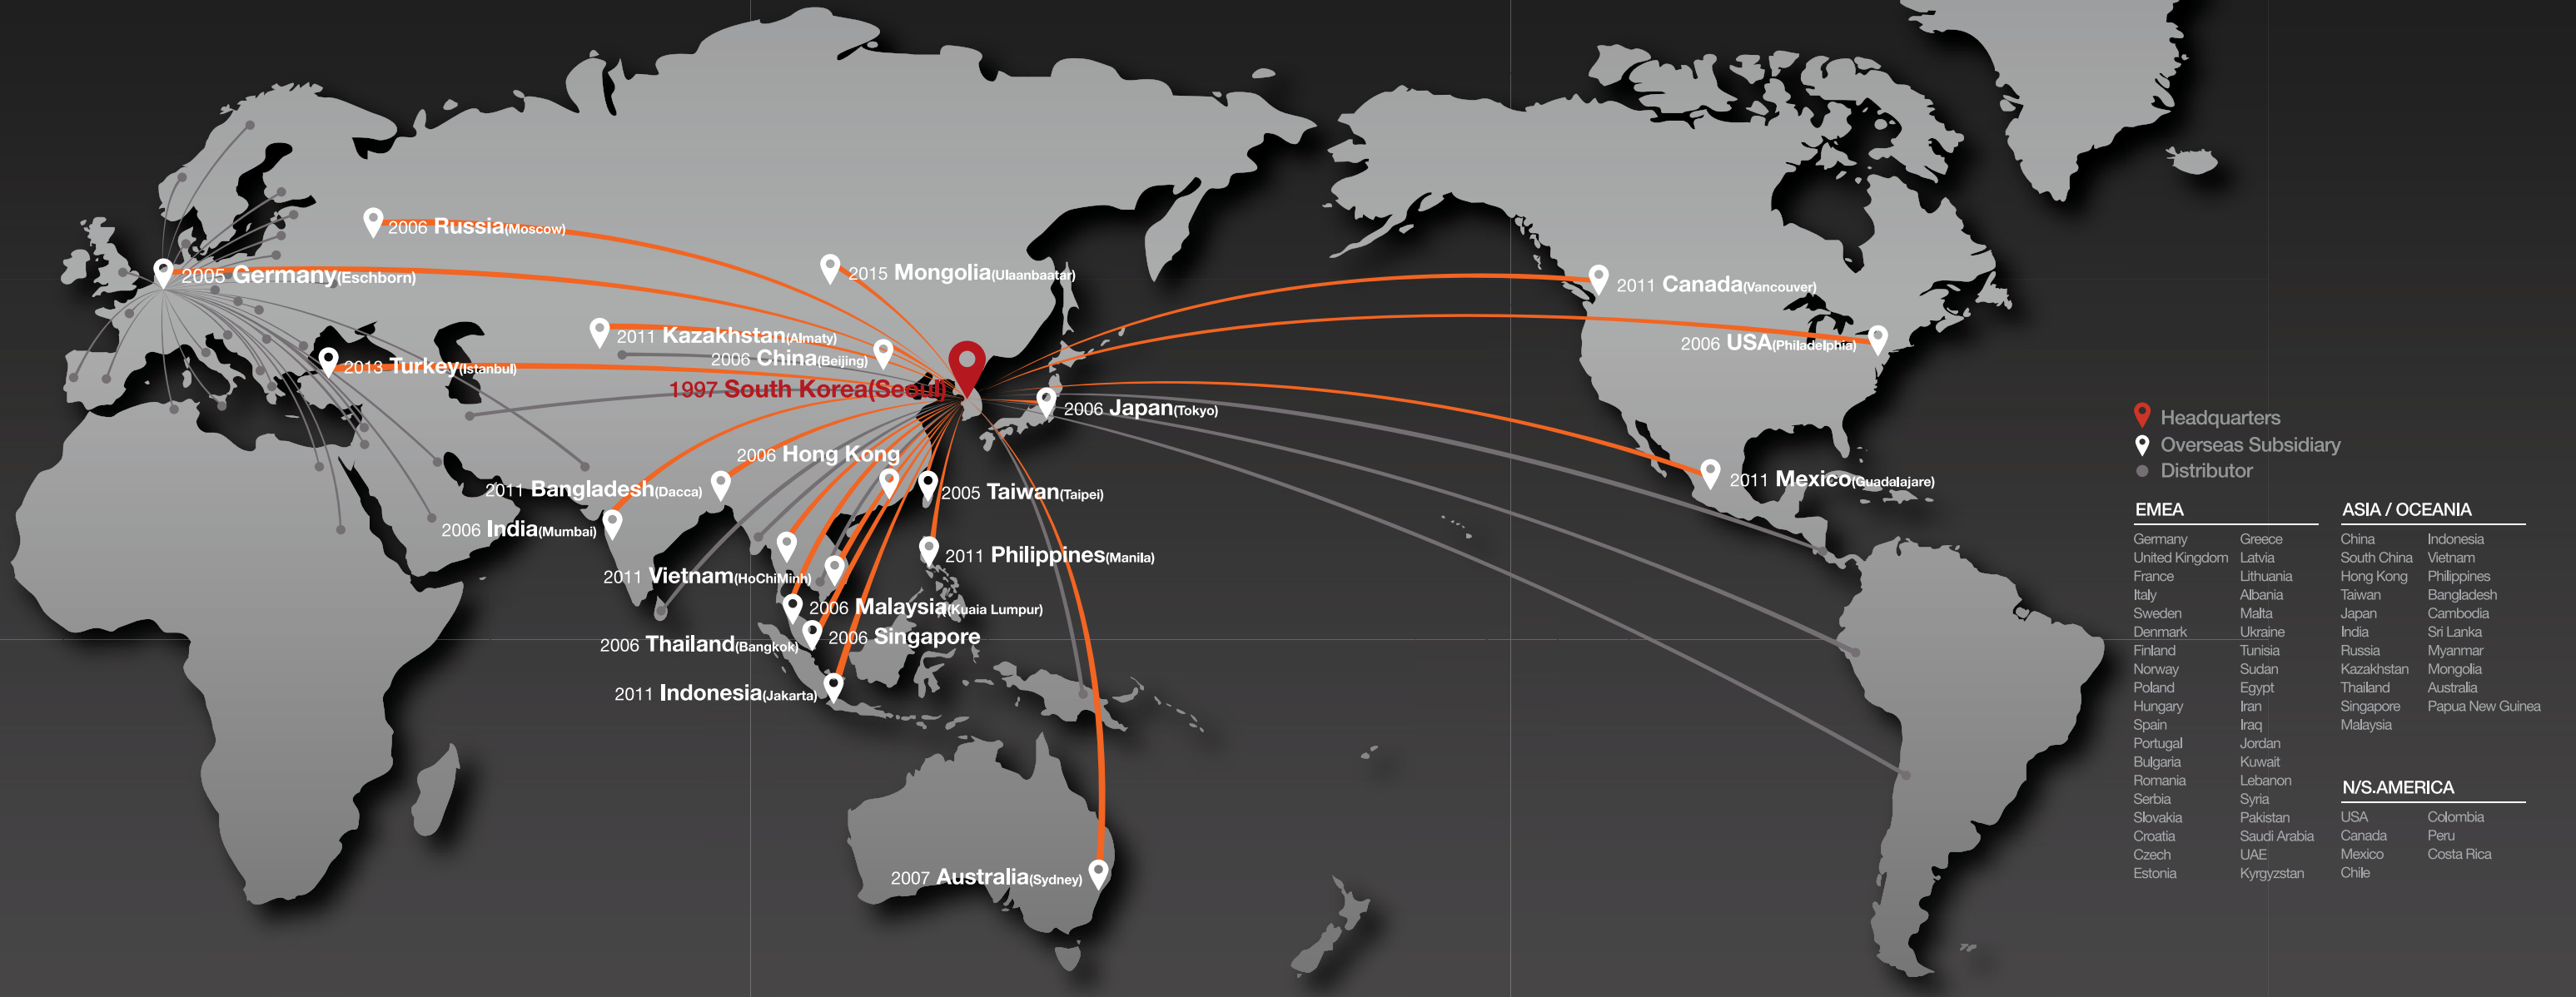 2006 Russia(Moscow)
2005 Germany(Eschborn)
2015 Mongolia(Ulaanbaatar)
2011 Canada(Vancouver)
2011 Kazakhstan(Almaty)
2006 China(Beijing)
2006 USA(Philadelphia)
2013 Turkey(Istanbul)
1997 South Korea(Seoul)
2006 Japan(Tokyo)
2006 Hong Kong
2011 Bangladesh(Dacca)
2005 Taiwan(Taipei)
2011 Mexico(Guadalajare)
2006 India(Mumbai)
2011 Philippines(Manila)
2011 Vietnam(HoChiMinh)
2006 Malaysia(Kuaia Lumpur)
2006 Thailand(Bangkok)
2006 Singapore
2011 Indonesia(Jakarta)
2007 Australia(Sydney)
Headquarters
Overseas Subsidiary
Distributor
EMEA
Germany
United Kingdom
France
Italy
Sweden
Denmark
Finland
Norway
Poland
Hungary
Spain
Portugal
Bulgaria
Romania
Serbia
Slovakia
Croatia
Czech
Estonia
Greece
Latvia
Lithuania
Albania
Malta
Ukraine
Tunisia
Sudan
Egypt
Iran
Iraq
Jordan
Kuwait
Lebanon
Syria
Pakistan
Saudi Arabia
UAE
Kyrgyzstan
ASIA / OCEANIA
China
South China
Hong Kong
Taiwan
Japan
India
Russia
Kazakhstan
Thailand
Singapore
Malaysia
Indonesia
Vietnam
Philippines
Bangladesh
Cambodia
Sri Lanka
Myanmar
Mongolia
Australia
Papua New Guinea
N/S.AMERICA
USA
Canada
Mexico
Chile
Colombia
Peru
Costa Rica